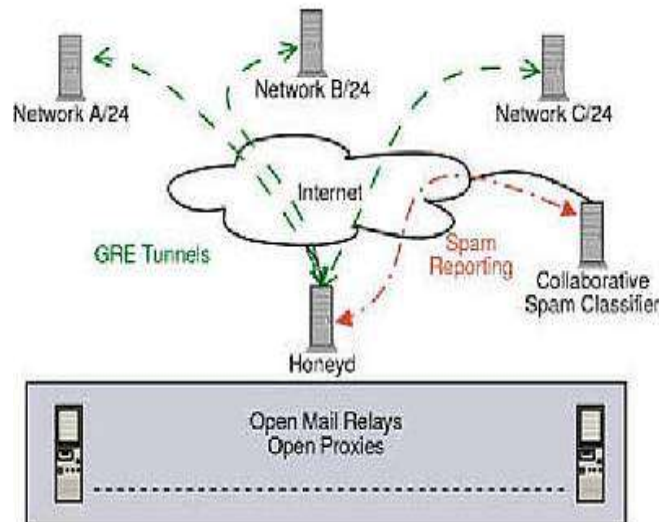 Network A/24
Network B/24
Network C/24
Internet
GRE Tunnels
Spam
Reporting
Collaborative
Spam Classifier
Honeyd
Open Mail Relays
Open Proxies